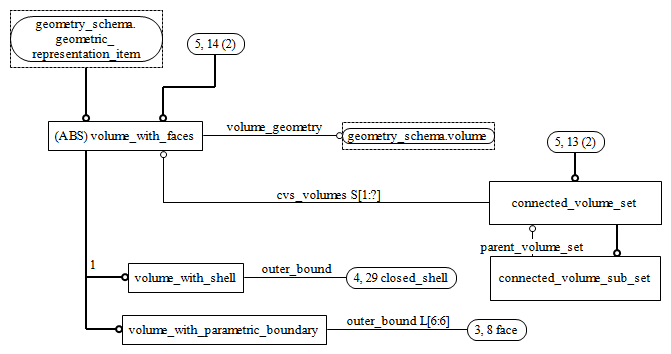 geometry_schema.
geometric_
representation_item
5, 14 (2)
(ABS) volume_with_faces
volume_geometry
geometry_schema.volume
5, 13 (2)
cvs_volumes S[1:?]
connected_volume_set
parent_volume_set
connected_volume_sub_set
1
volume_with_shell
outer_bound
4, 29 closed_shell
volume_with_parametric_boundary
outer_bound L[6:6]
3, 8 face